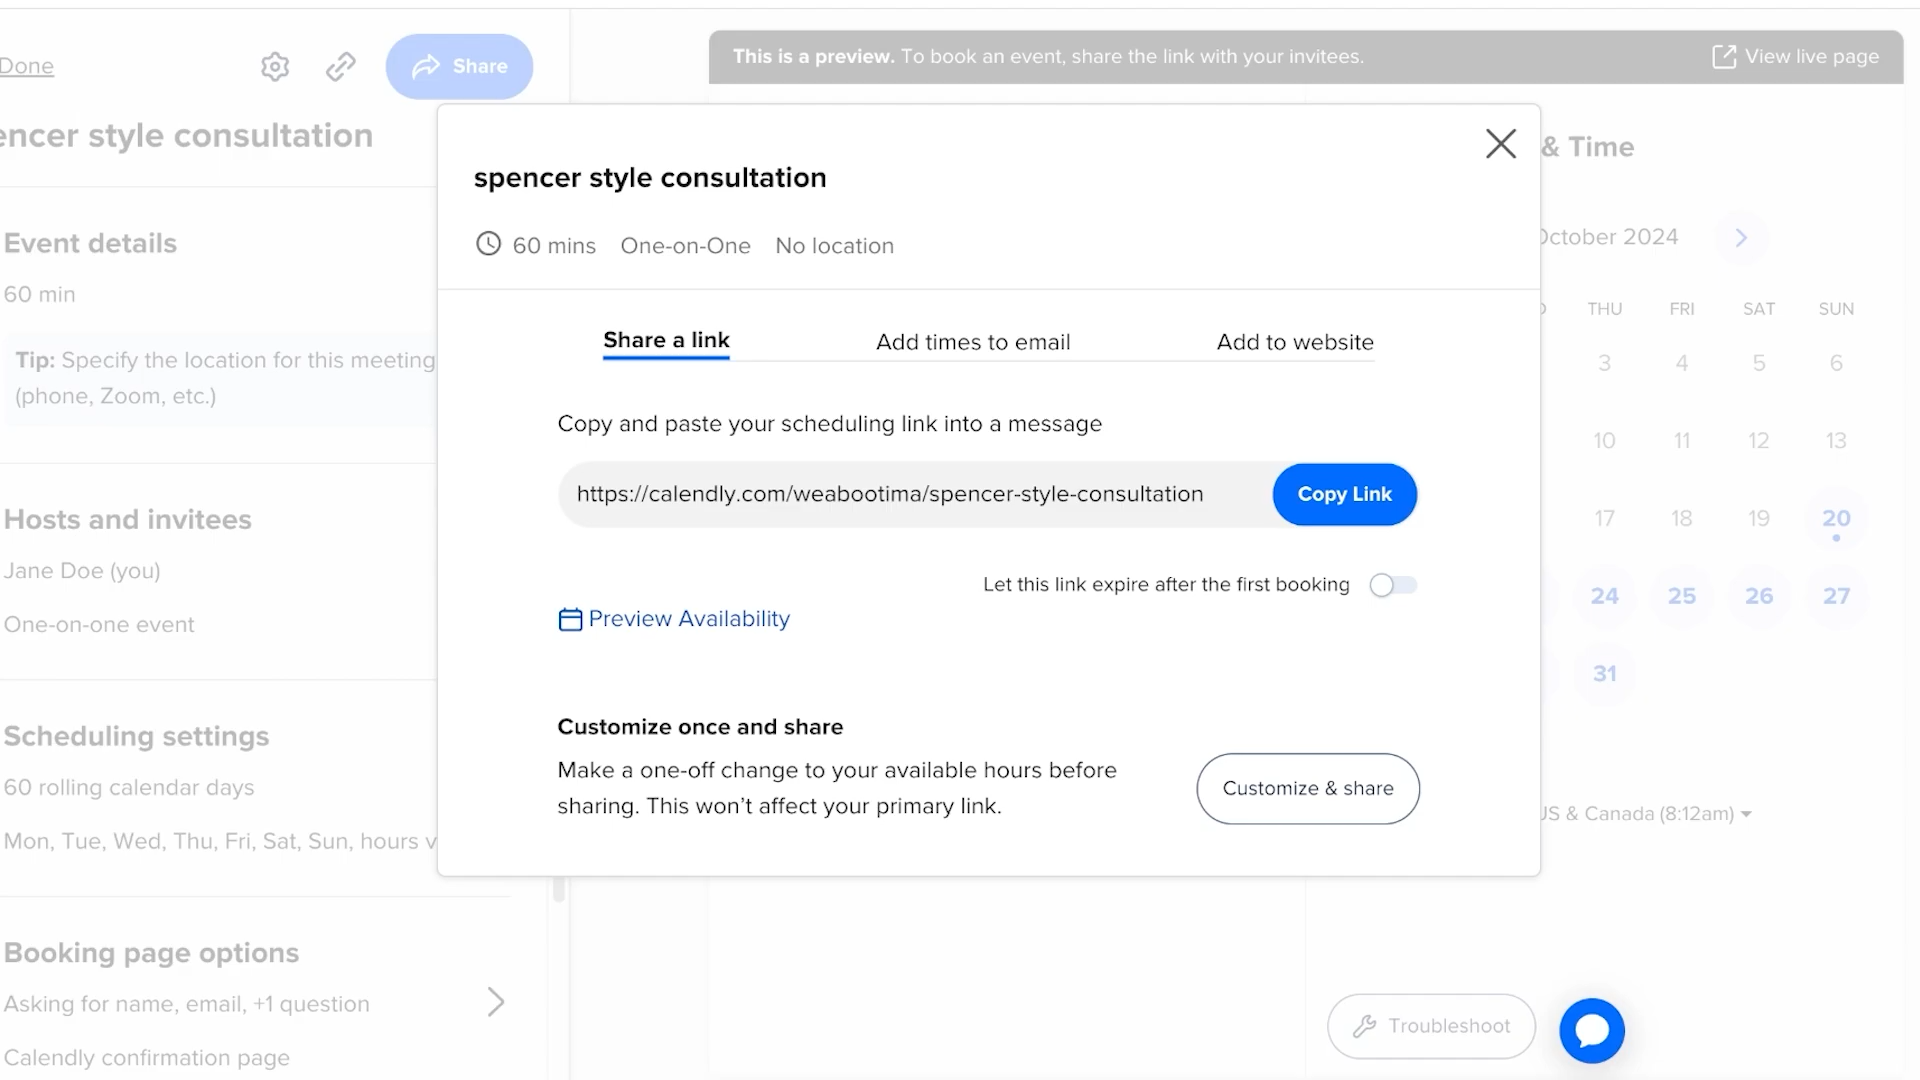 Done
Share
This is a preview. To book an event, share the link with your invitees.
View live page
encer style consultation
Event details
60 min
Tip: Specify the location for this meeting
(phone, Zoom, etc.)
Hosts and invitees
Jane Doe (you)
One-on-one event
Scheduling settings
60 rolling calendar days
Mon, Tue, Wed, Thu, Fri, Sat, Sun, hours v
Booking page options
Asking for name, email, +1 question
Calendly confirmation page
spencer style consultation
60 mins One-on-One No location
Share a link
Add times to email
Add to website
Copy and paste your scheduling link into a message
https://calendly.com/weabootima/spencer-style-consultation
Copy Link
Let this link expire after the first booking
Preview Availability
Customize once and share
Make a one-off change to your available hours before
sharing. This won’t affect your primary link.
Customize & share
& Time
October 2024
THU FRI SAT SUN
3 4 5 6
10 11 12 13
17 18 19 20
24 25 26 27
31
US & Canada (8:12am)
Troubleshoot